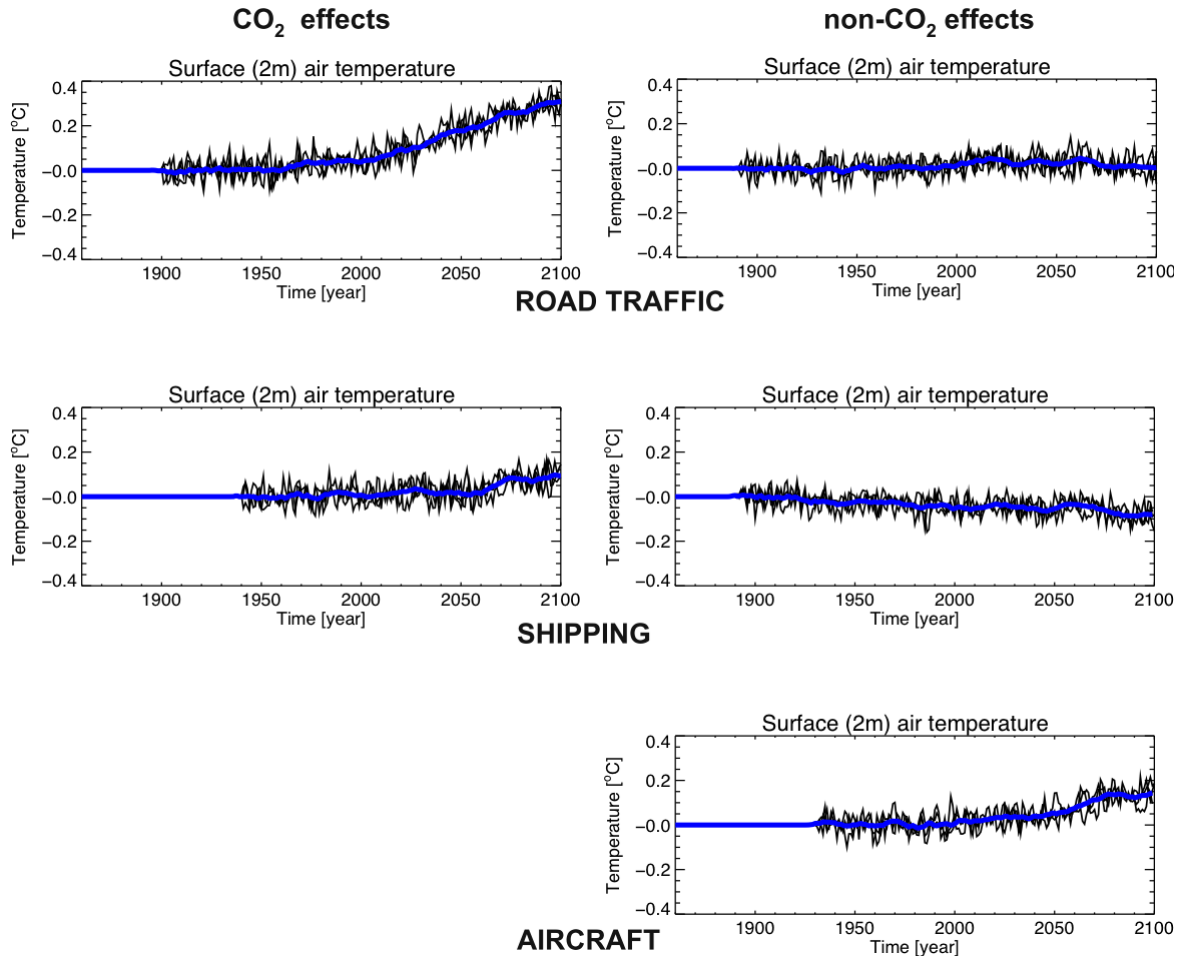 CO₂ effects
non-CO₂ effects
Surface (2m) air temperature
Temperature [°C]
0.4
0.2
−0.0
−0.2
−0.4
1900 1950 2000 2050 2100
Time [year]
Surface (2m) air temperature
Temperature [°C]
0.4
0.2
−0.0
−0.2
−0.4
1900 1950 2000 2050 2100
Time [year]
ROAD TRAFFIC
Surface (2m) air temperature
Temperature [°C]
0.4
0.2
−0.0
−0.2
−0.4
1900 1950 2000 2050 2100
Time [year]
Surface (2m) air temperature
Temperature [°C]
0.4
0.2
−0.0
−0.2
−0.4
1900 1950 2000 2050 2100
Time [year]
SHIPPING
Surface (2m) air temperature
Temperature [°C]
0.4
0.2
−0.0
−0.2
−0.4
1900 1950 2000 2050 2100
Time [year]
AIRCRAFT